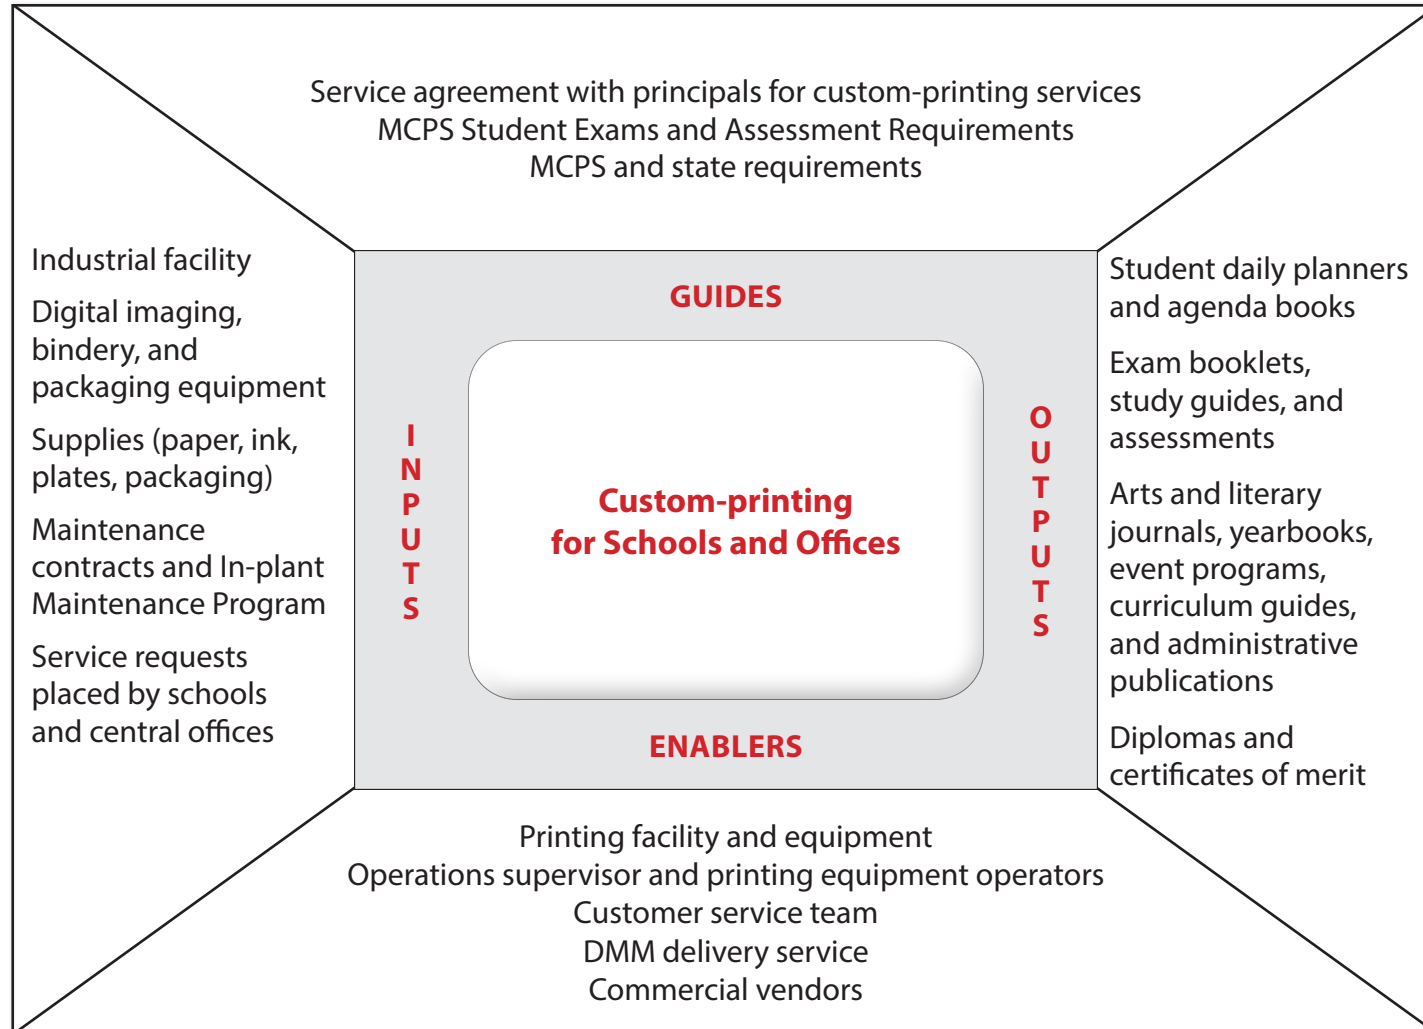 Service agreement with principals for custom-printing services
MCPS Student Exams and Assessment Requirements
MCPS and state requirements
GUIDES
Industrial facility
Digital imaging,
bindery, and
packaging equipment
Supplies (paper, ink,
plates, packaging)
Maintenance
contracts and In-plant
Maintenance Program
Service requests
placed by schools
and central offices
INPUTS
Custom-printing
for Schools and Offices
OUTPUTS
Student daily planners
and agenda books
Exam booklets,
study guides, and
assessments
Arts and literary
journals, yearbooks,
event programs,
curriculum guides,
and administrative
publications
Diplomas and
certificates of merit
ENABLERS
Printing facility and equipment
Operations supervisor and printing equipment operators
Customer service team
DMM delivery service
Commercial vendors